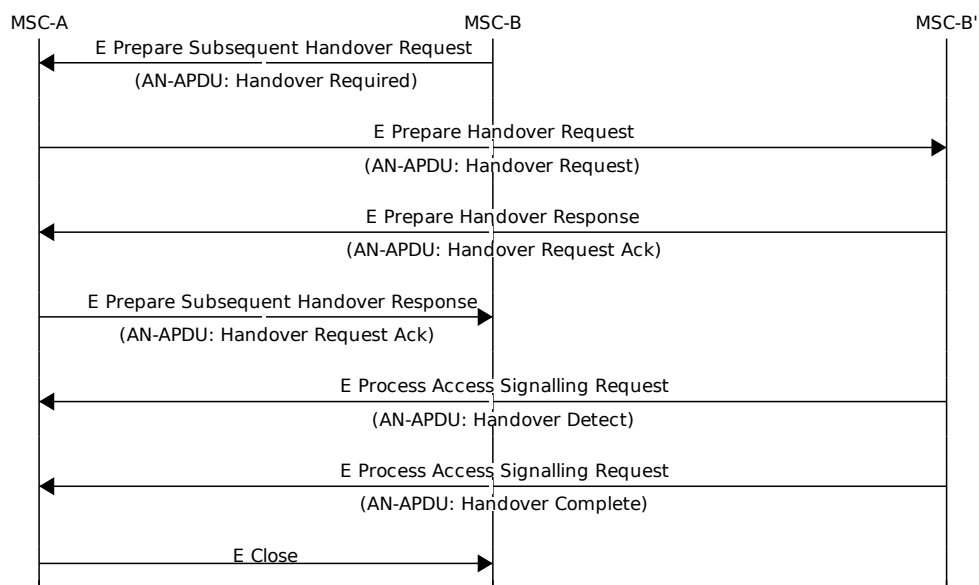 MSC-A MSC-B MSC-B'
E Prepare Subsequent Handover Request
(AN-APDU: Handover Required)
E Prepare Handover Request
(AN-APDU: Handover Request)
E Prepare Handover Response
(AN-APDU: Handover Request Ack)
E Prepare Subsequent Handover Response
(AN-APDU: Handover Request Ack)
E Process Access Signalling Request
(AN-APDU: Handover Detect)
E Process Access Signalling Request
(AN-APDU: Handover Complete)
E Close